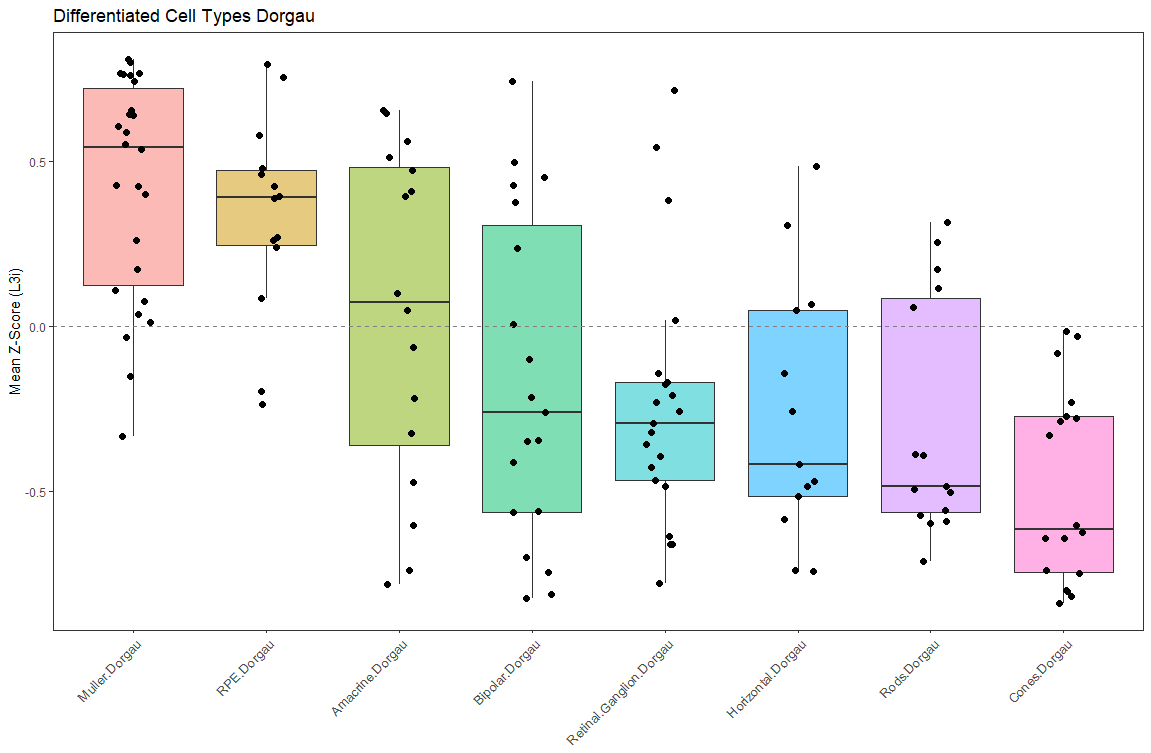 Differentiated Cell Types Dorgau
Mean Z-Score (L3i)
0.5
0.0
-0.5
Muller.Dorgau
RPE.Dorgau
Amacrine.Dorgau
Bipolar.Dorgau
Retinal.Ganglion.Dorgau
Horizontal.Dorgau
Rods.Dorgau
Cones.Dorgau